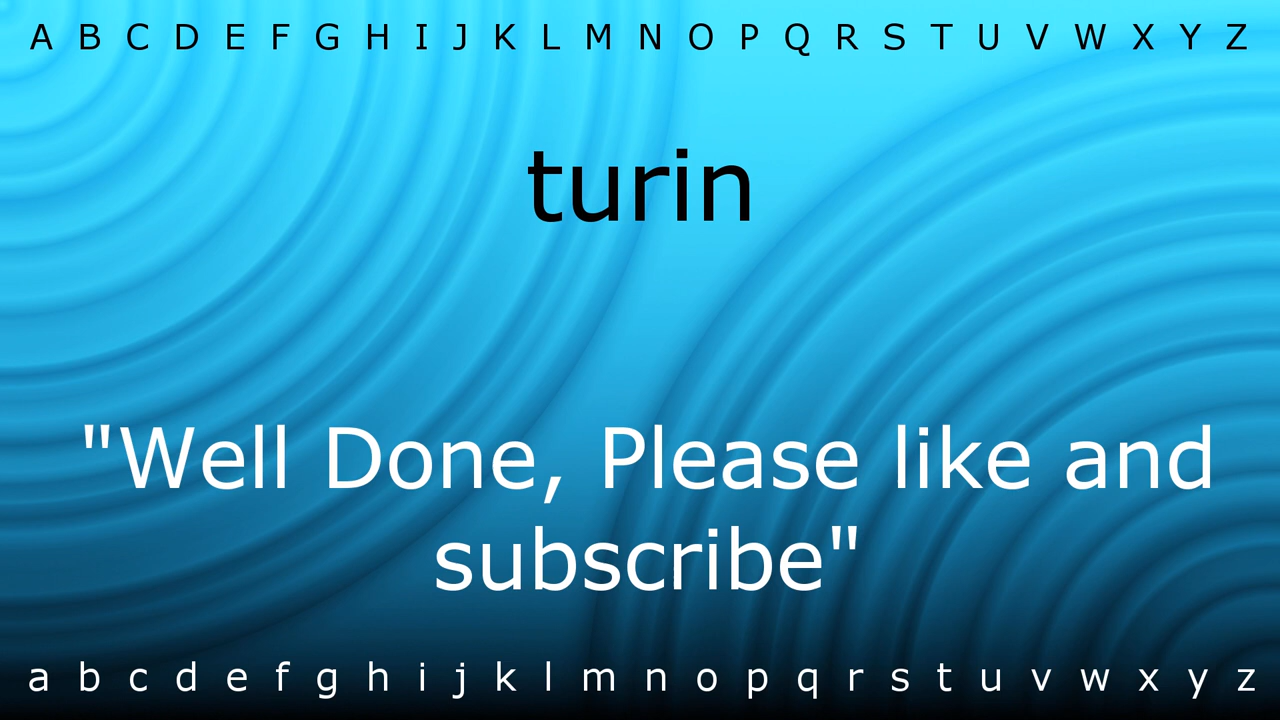 A B C D E F G H I J K L M N O P Q R S T U V W X Y Z
turin
"Well Done, Please like and
subscribe"
a b c d e f g h i j k l m n o p q r s t u v w x y z